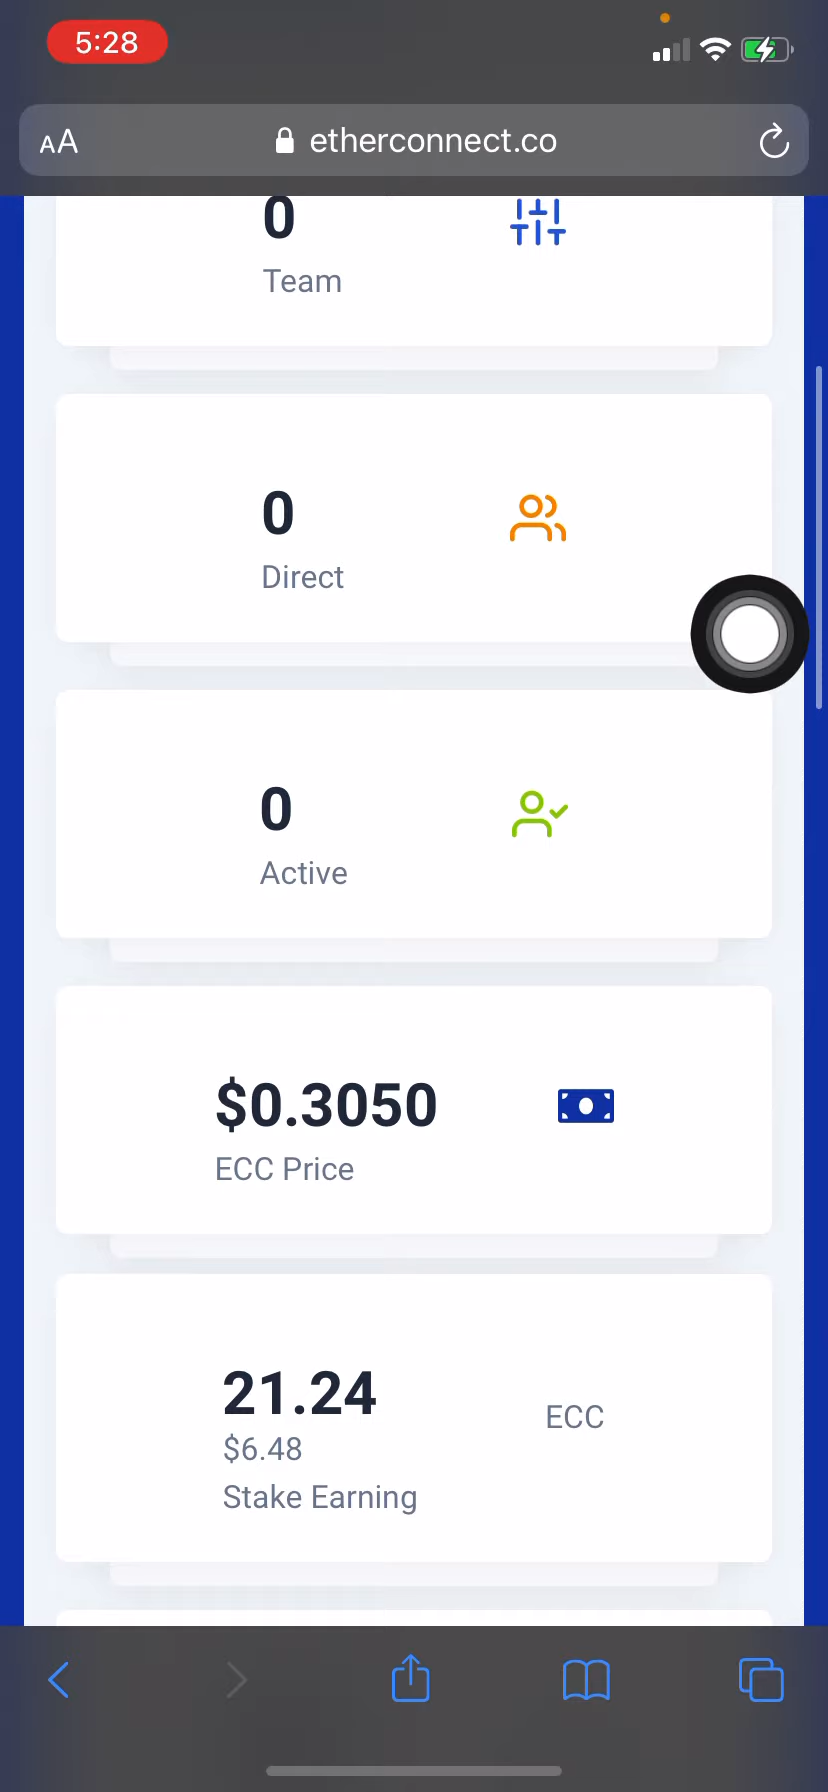 5:28
AA
etherconnect.co
0
Team
0
Direct
0
Active
$0.3050
ECC Price
21.24
ECC
$6.48
Stake Earning